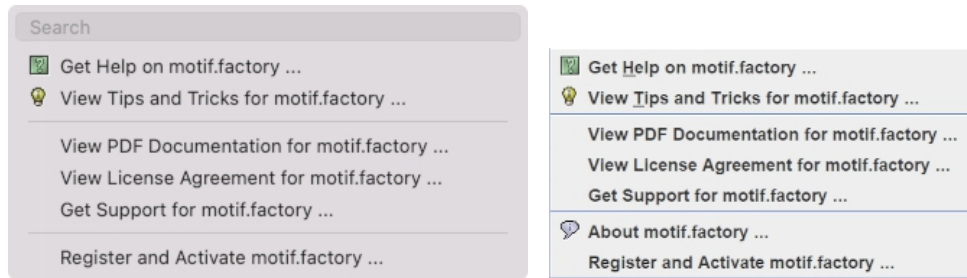 Search
Get Help on motif.factory ...
View Tips and Tricks for motif.factory ...
View PDF Documentation for motif.factory ...
View License Agreement for motif.factory ...
Get Support for motif.factory ...
Register and Activate motif.factory ...
Get Help on motif.factory ...
View Tips and Tricks for motif.factory ...
View PDF Documentation for motif.factory ...
View License Agreement for motif.factory ...
Get Support for motif.factory ...
About motif.factory ...
Register and Activate motif.factory ...